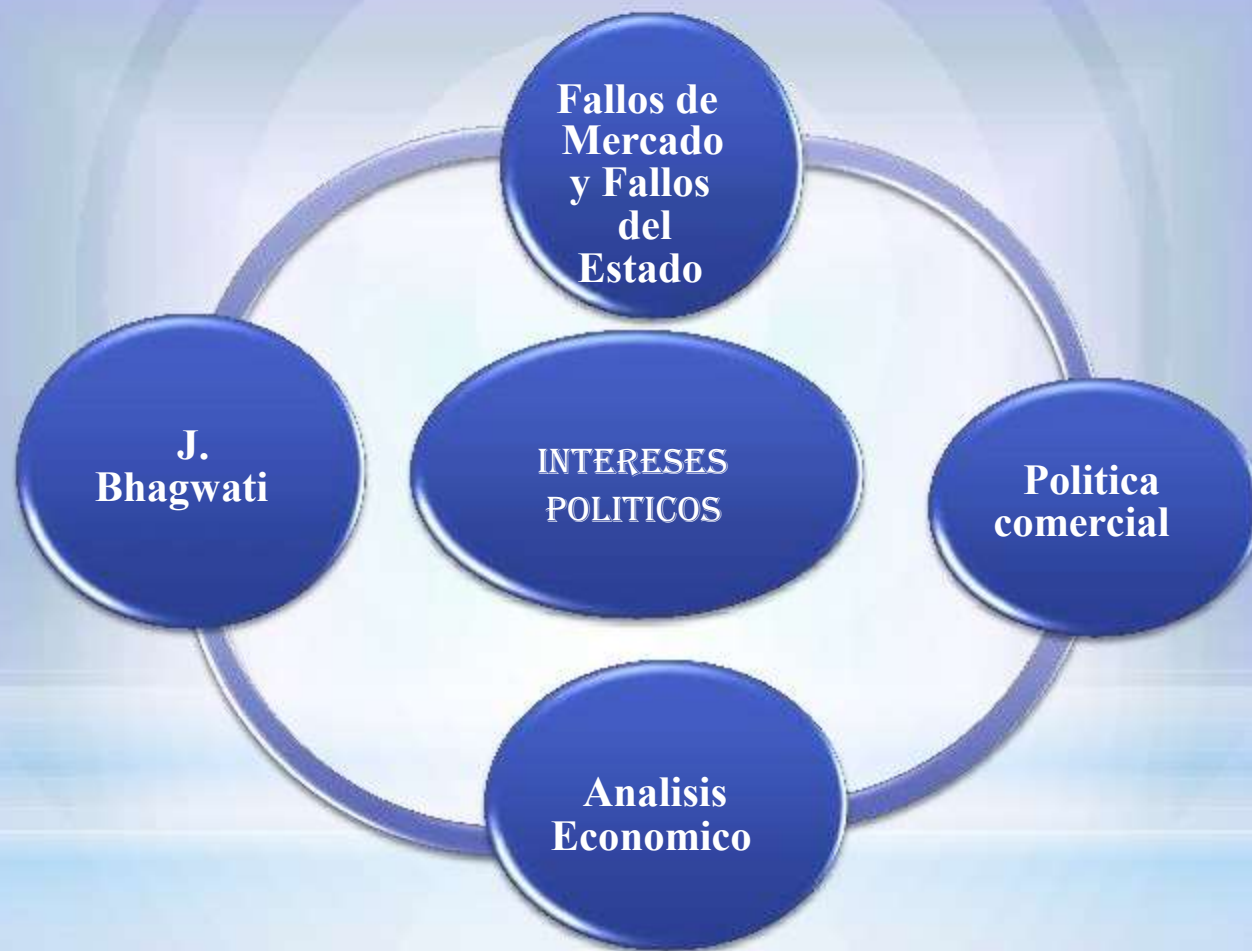 Fallos de
Mercado
y Fallos
del
Estado
J.
Bhagwati
INTERESES
POLITICOS
Politica
comercial
Analisis
Economico